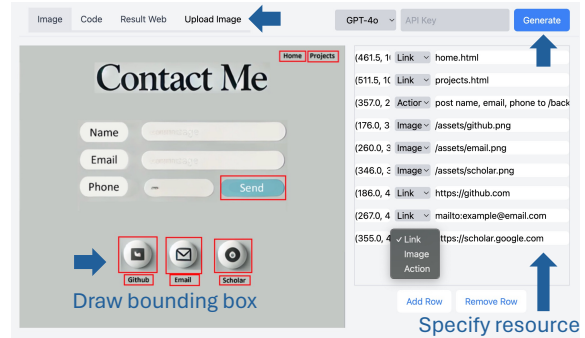 Image Code Result Web Upload Image GPT-4o API Key Generate
Home Projects
Contact Me
Name
Email
Phone Send
Github Email Scholar
Draw bounding box
(461.5, 1 Link home.html
(511.5, 10 Link projects.html
(357.0, 2 Action post name, email, phone to /back
(176.0, 3 Image /assets/github.png
(260.0, 3 Image /assets/email.png
(346.0, 3 Image /assets/scholar.png
(186.0, 4 Link https://github.com
(267.0, 4 Link mailto:example@email.com
(355.0, 4 ttps://scholar.google.com
✓ Link
Image
Action
Add Row Remove Row
Specify resource